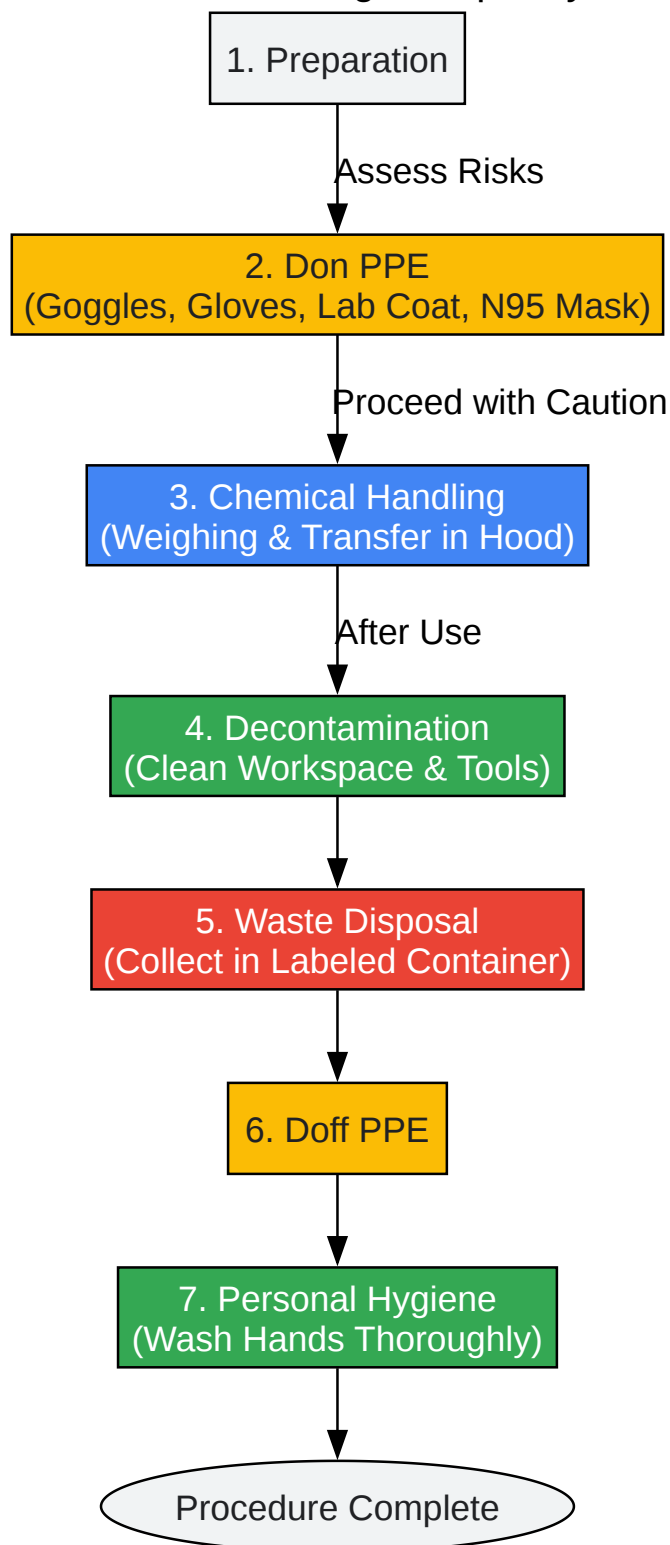 1. Preparation
Assess Risks
2. Don PPE
(Goggles, Gloves, Lab Coat, N95 Mask)
Proceed with Caution
3. Chemical Handling
(Weighing & Transfer in Hood)
After Use
4. Decontamination
(Clean Workspace & Tools)
5. Waste Disposal
(Collect in Labeled Container)
6. Doff PPE
7. Personal Hygiene
(Wash Hands Thoroughly)
Procedure Complete